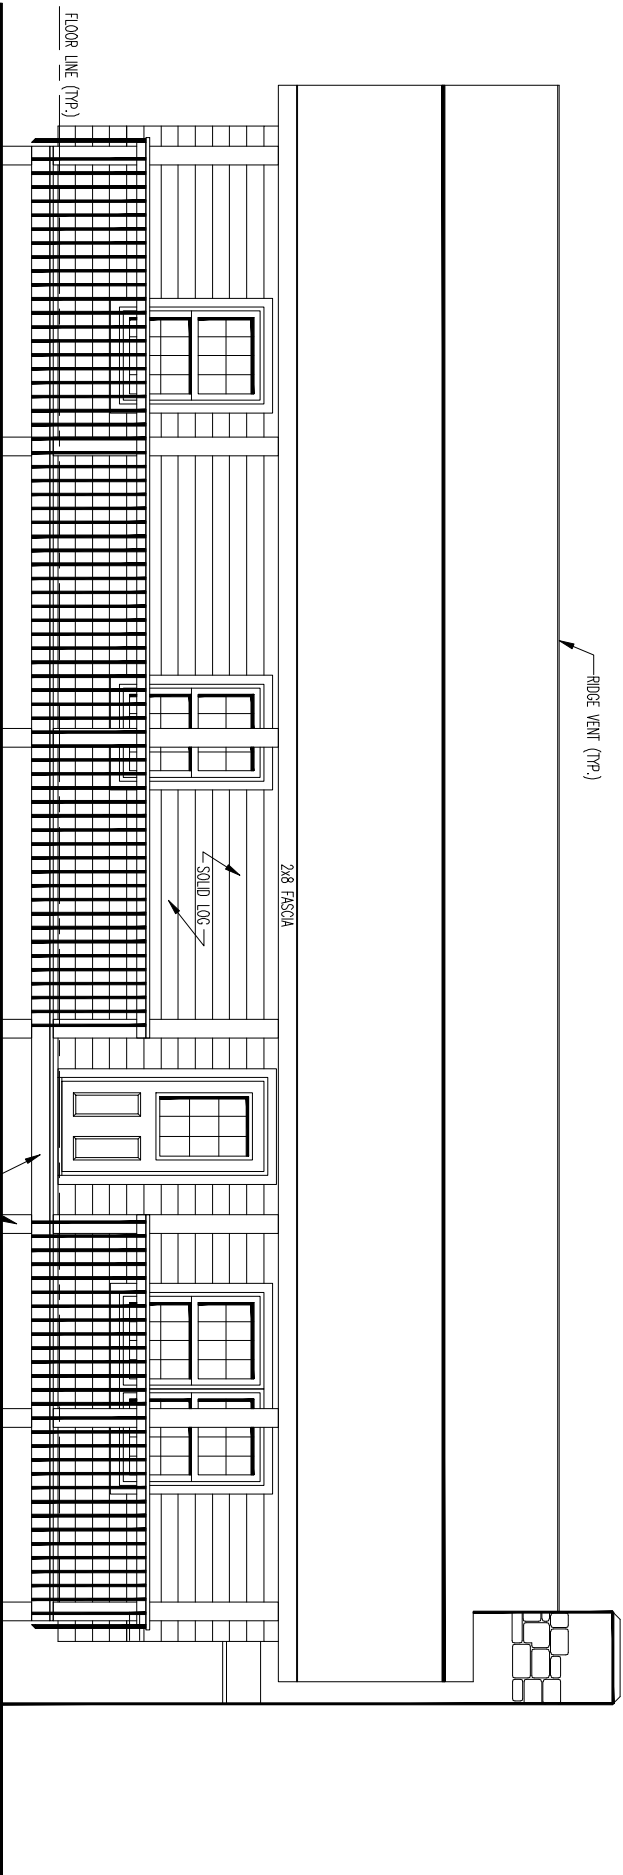 RIDGE VENT (TYP.)
2x8 FASCIA
SOLID LOG
FLOOR LINE (TYP.)